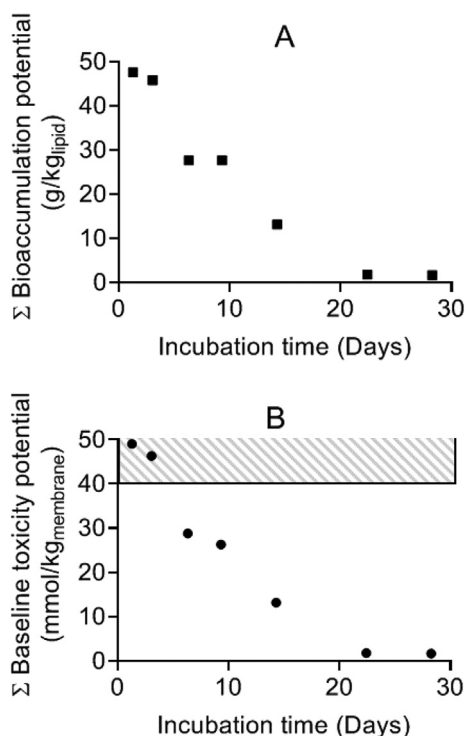 A
Σ Bioaccumulation potential
(g/kglipid)
50
40
30
20
10
0
0 10 20 30
Incubation time (Days)
B
Σ Baseline toxicity potential
(mmol/kgmembrane)
50
40
30
20
10
0
0 10 20 30
Incubation time (Days)